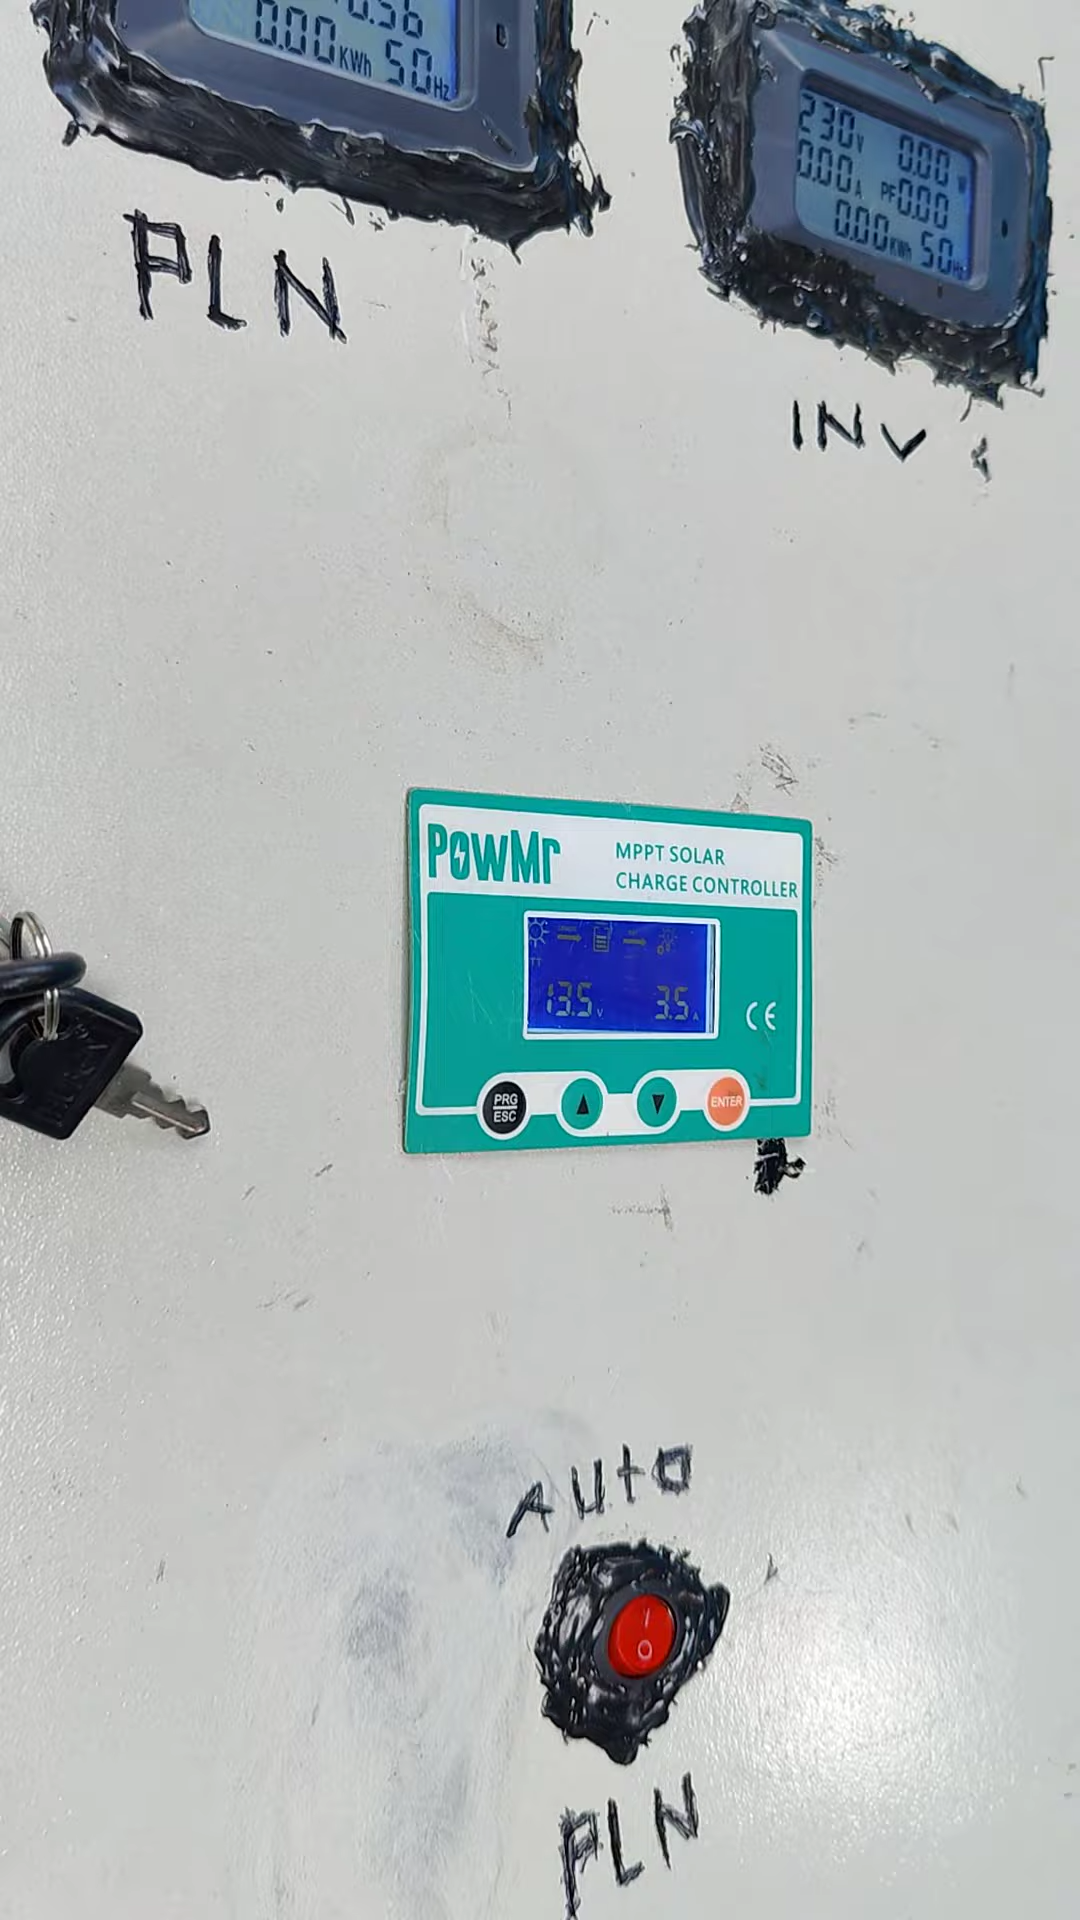 0.56
0.00 KWh 50 Hz
PLN
230 V 0.00 W
0.00 A PF 0.00
0.00 KWh 50 Hz
INV
POWMr
MPPT SOLAR
CHARGE CONTROLLER
13.5 V 3.5 A
CE
PRG
ESC
ENTER
AUtO
I
O
PLN